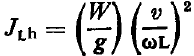 J_Lh = (W/g) (v/ωL)^2